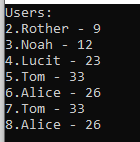 Users:
2.Rother - 9
3.Noah - 12
4.Lucit - 23
5.Tom - 33
6.Alice - 26
7.Tom - 33
8.Alice - 26